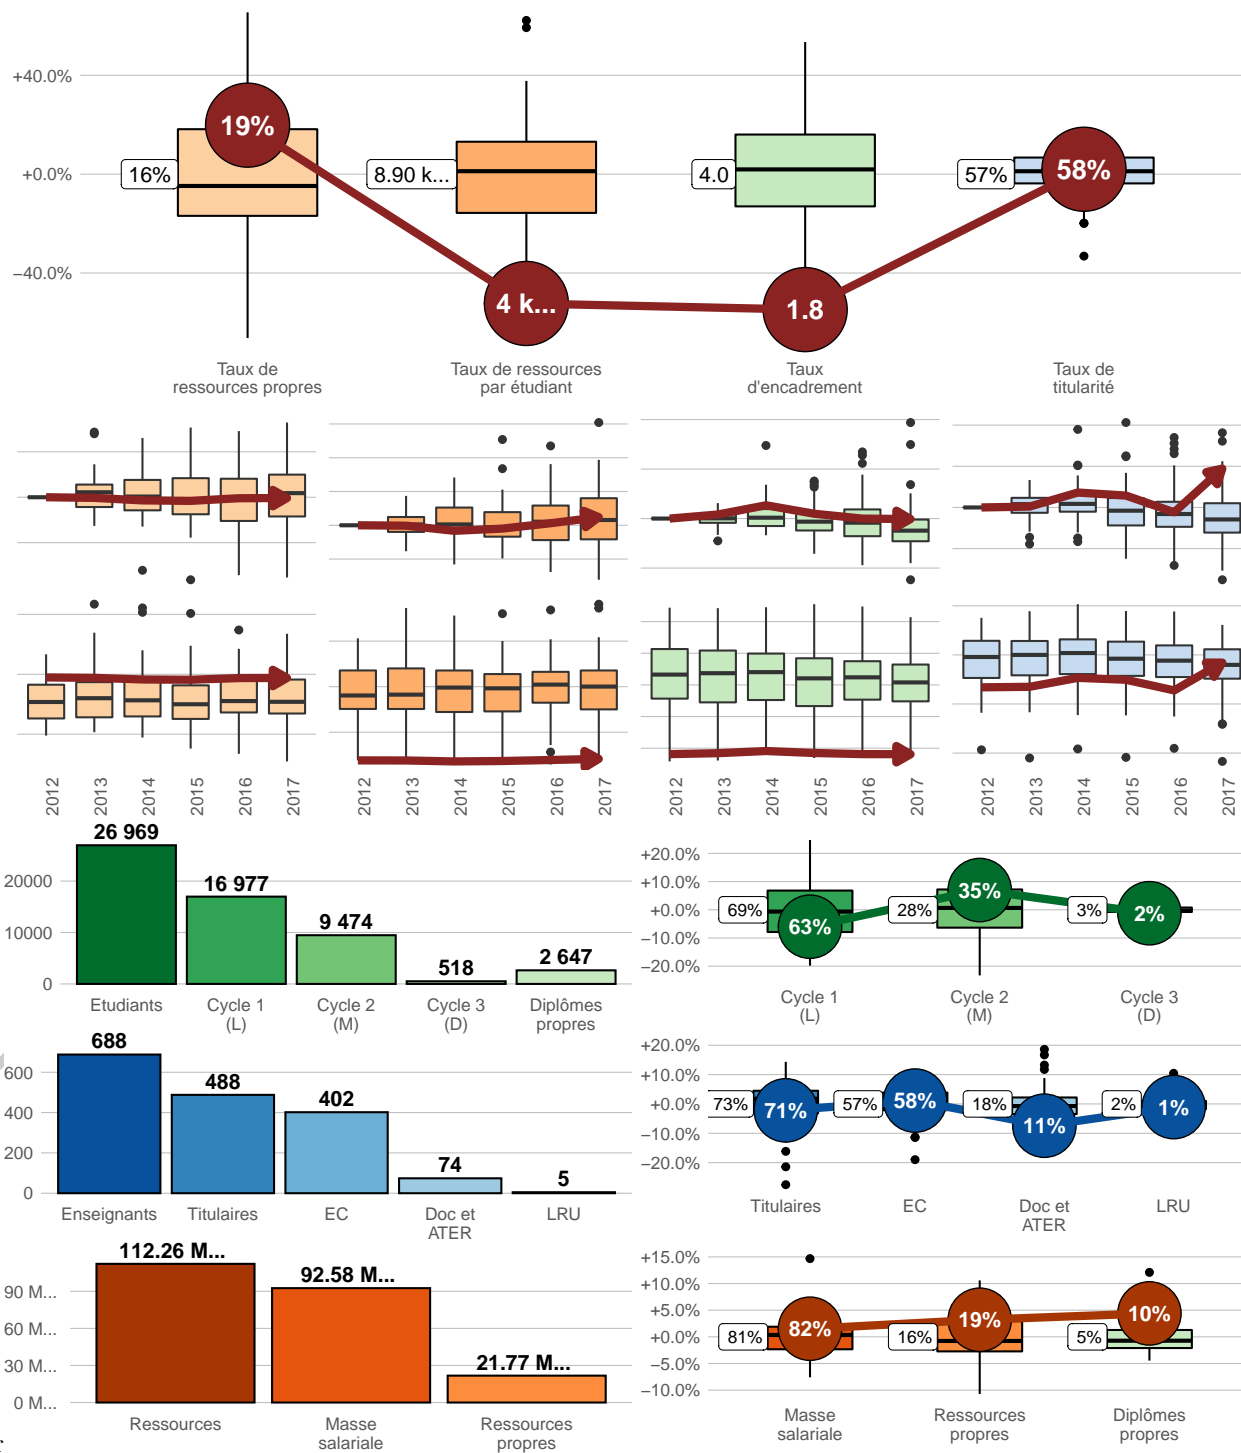 +40.0%
+0.0%
−40.0%
16%
8.90 k...
4.0
57%
19%
4 k...
1.8
58%
Taux de
ressources propres
Taux de ressources
par étudiant
Taux
d'encadrement
Taux de
titularité
2012
2013
2014
2015
2016
2017
2012
2013
2014
2015
2016
2017
2012
2013
2014
2015
2016
2017
2012
2013
2014
2015
2016
2017
20000
10000
0
26 969
16 977
9 474
518
2 647
Etudiants
Cycle 1
(L)
Cycle 2
(M)
Cycle 3
(D)
Diplômes
propres
+20.0%
+10.0%
+0.0%
−10.0%
−20.0%
69%
63%
28%
35%
3%
2%
Cycle 1
(L)
Cycle 2
(M)
Cycle 3
(D)
600
400
200
0
688
488
402
74
5
Enseignants
Titulaires
EC
Doc et
ATER
LRU
+20.0%
+10.0%
+0.0%
−10.0%
−20.0%
73%
71%
57%
58%
18%
11%
2%
1%
Titulaires
EC
Doc et
ATER
LRU
90 M...
60 M...
30 M...
0 M...
112.26 M...
92.58 M...
21.77 M...
Ressources
Masse
salariale
Ressources
propres
+15.0%
+10.0%
+5.0%
+0.0%
−5.0%
−10.0%
81%
82%
16%
19%
5%
10%
Masse
salariale
Ressources
propres
Diplômes
propres